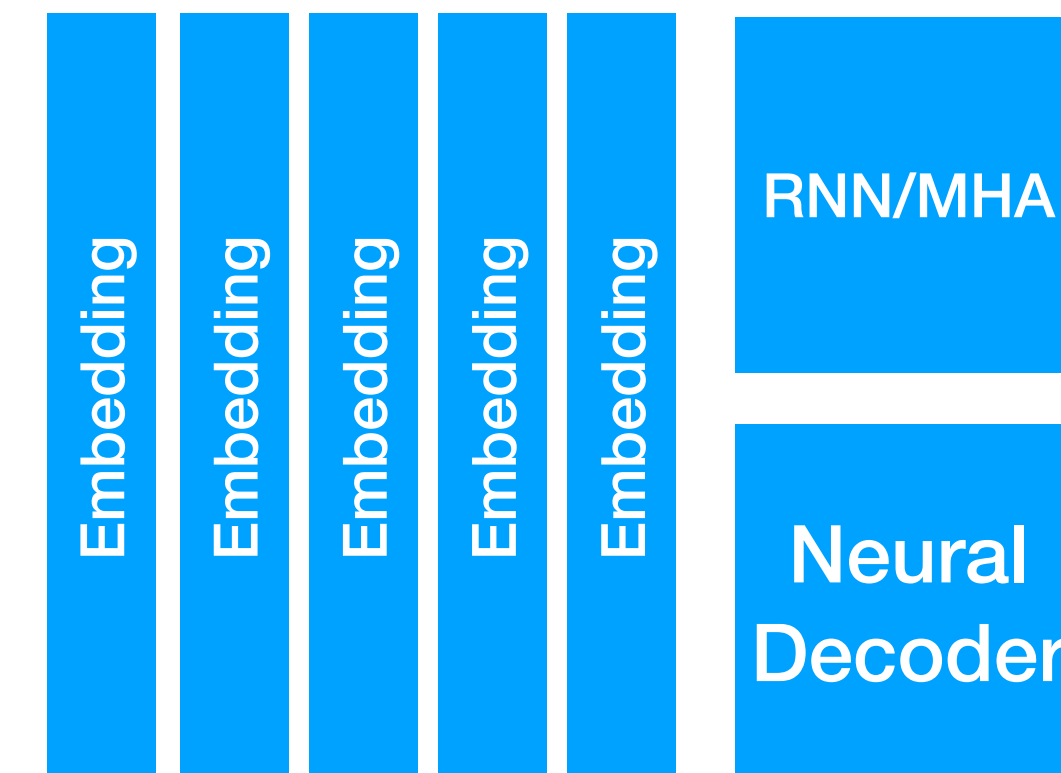 Embedding
Embedding
Embedding
Embedding
Embedding
RNN/MHA
Neural
Decoder